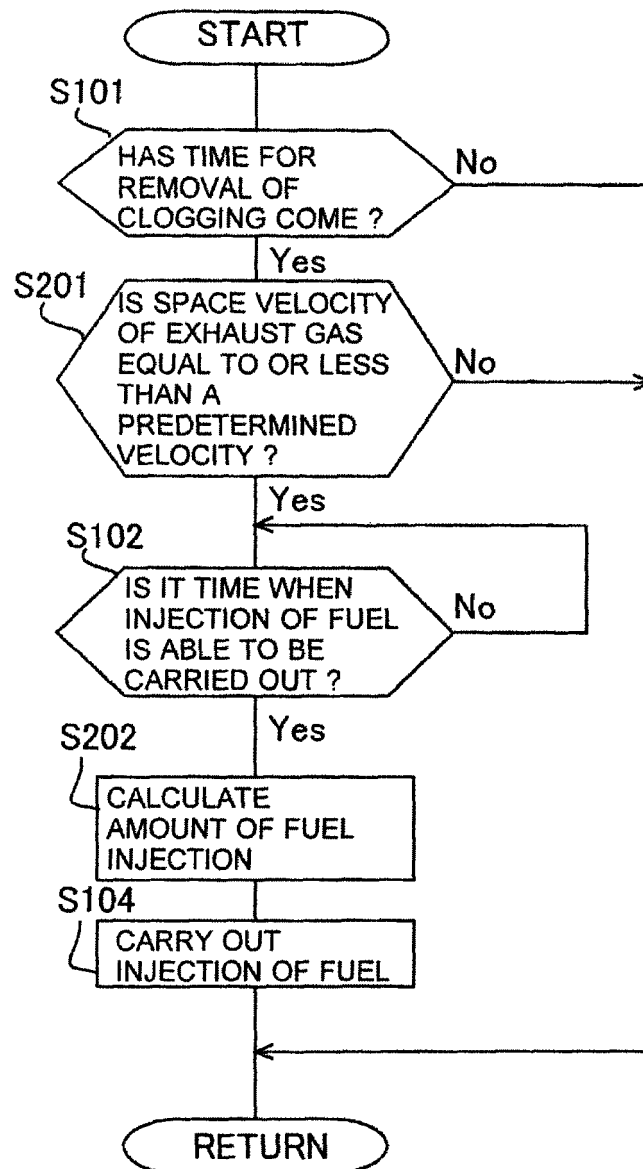 START
S101
HAS TIME FOR
REMOVAL OF
CLOGGING COME ?
No
Yes
S201
IS SPACE VELOCITY
OF EXHAUST GAS
EQUAL TO OR LESS
THAN A
PREDETERMINED
VELOCITY ?
No
Yes
S102
IS IT TIME WHEN
INJECTION OF FUEL
IS ABLE TO BE
CARRIED OUT ?
No
Yes
S202
CALCULATE
AMOUNT OF FUEL
INJECTION
S104
CARRY OUT
INJECTION OF FUEL
RETURN